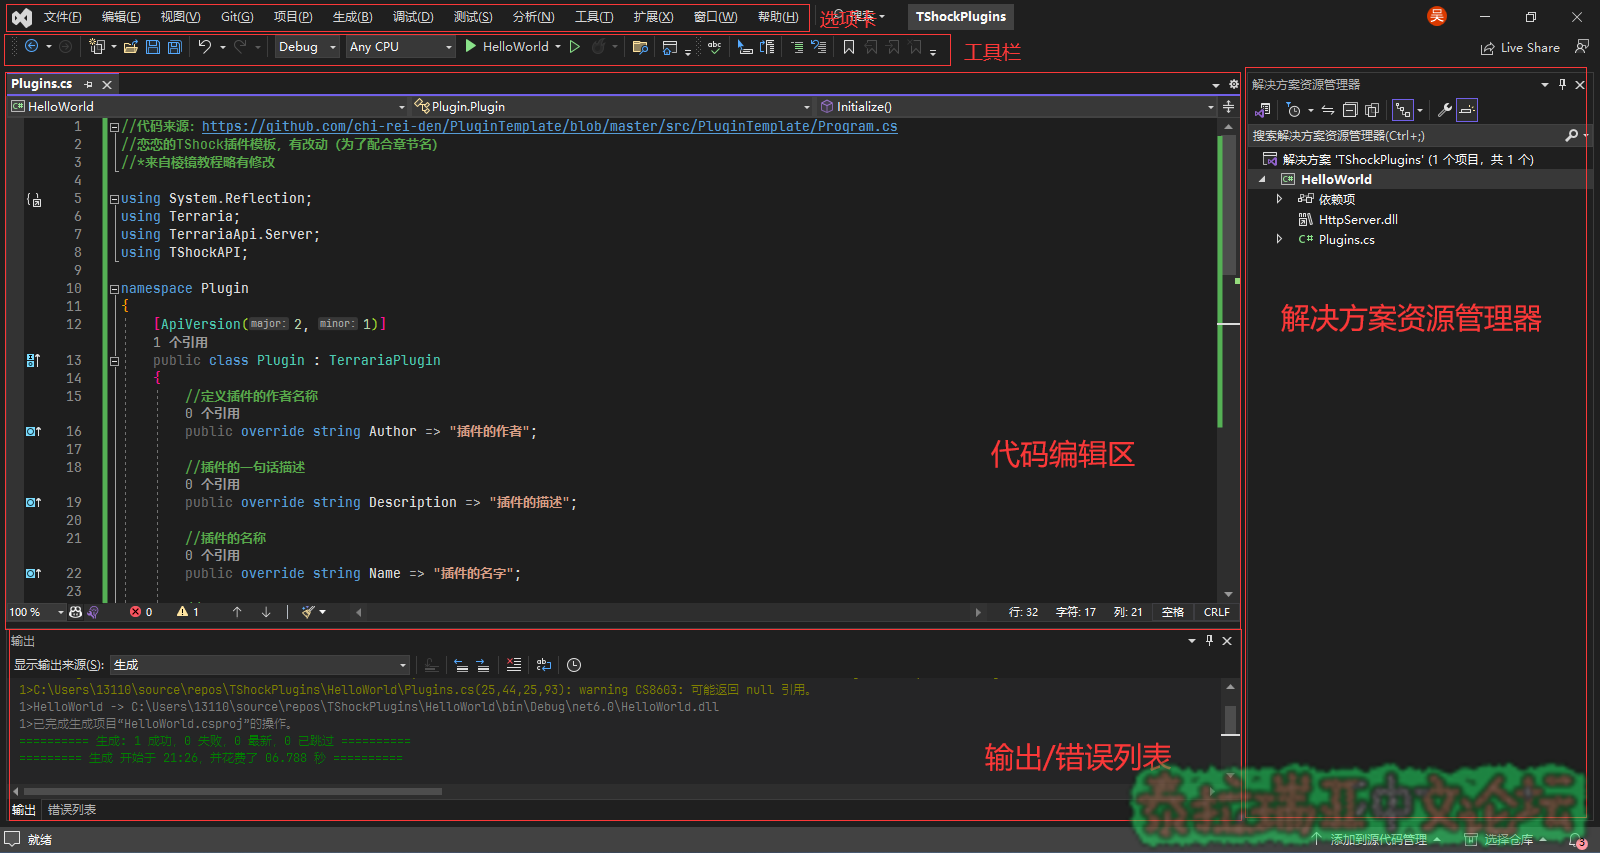 文件(F) 编辑(E) 视图(V) Git(G) 项目(P) 生成(B) 调试(D) 测试(S) 分析(N) 工具(T) 扩展(X) 窗口(W) 帮助(H) 选项卡 搜索 TShockPlugins 吴
Debug Any CPU HelloWorld 工具栏 Live Share
Plugins.cs
HelloWorld Plugin.Plugin Initialize()
1 //代码来源: https://github.com/chi-rei-den/PluginTemplate/blob/master/src/PluginTemplate/Program.cs
2 //恋恋的TShock插件模板，有改动 (为了配合章节名)
3 //*来自棱镜教程略有修改
4
5 using System.Reflection;
6 using Terraria;
7 using TerrariaApi.Server;
8 using TShockAPI;
9
10 namespace Plugin
11 {
12 [ApiVersion(major: 2, minor: 1)]
1 个引用
13 public class Plugin : TerrariaPlugin
14 {
15 //定义插件的作者名称
0 个引用
16 public override string Author => "插件的作者";
17
18 //插件的一句话描述
0 个引用
19 public override string Description => "插件的描述";
20
21 //插件的名称
0 个引用
22 public override string Name => "插件的名字";
23
代码编辑区
100 % 0 1 行: 32 字符: 17 列: 21 空格 CRLF
输出
显示输出来源(S): 生成
1>C:\Users\13110\source\repos\TShockPlugins\HelloWorld\Plugins.cs(25,44,25,93): warning CS8603: 可能返回 null 引用。
1>HelloWorld -> C:\Users\13110\source\repos\TShockPlugins\HelloWorld\bin\Debug\net6.0\HelloWorld.dll
1>已完成生成项目“HelloWorld.csproj”的操作。
========== 生成: 1 成功，0 失败，0 最新，0 已跳过 ==========
========= 生成 开始于 21:26，并花费了 06.788 秒 ==========
输出/错误列表
输出 错误列表
解决方案资源管理器
搜索解决方案资源管理器(Ctrl+;)
解决方案 'TShockPlugins' (1 个项目，共 1 个)
HelloWorld
依赖项
HttpServer.dll
C# Plugins.cs
解决方案资源管理器
泰拉瑞亚中文论坛
就绪 添加到源代码管理 选择仓库 3